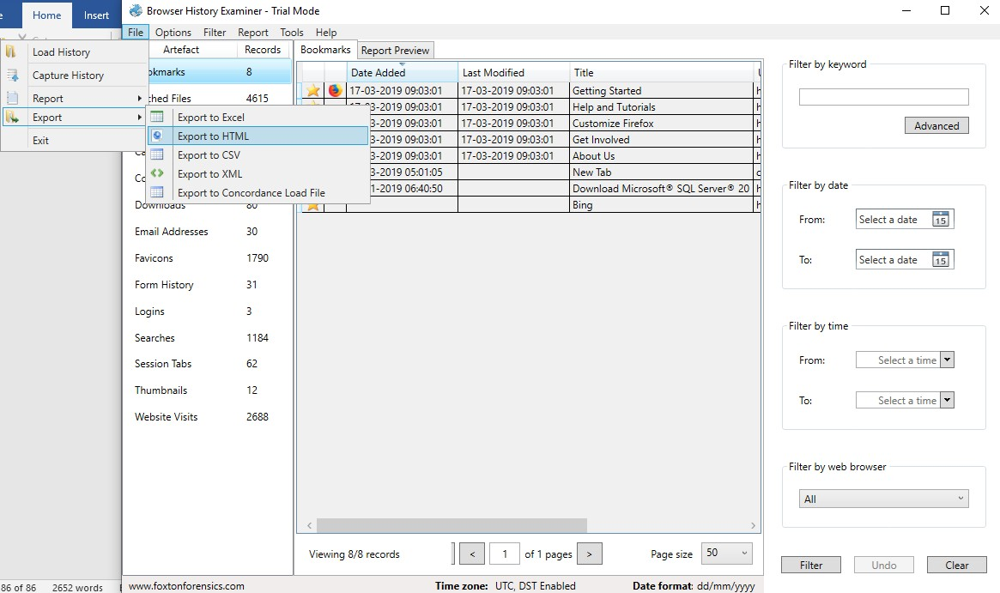 Home Insert
Browser History Examiner - Trial Mode
File Options Filter Report Tools Help
Load History
Capture History
Report
Export
Exit
Export to Excel
Export to HTML
Export to CSV
Export to XML
Export to Concordance Load File
Artefact Records
okmarks 8
ched Files 4615
Downloads 80
Email Addresses 30
Favicons 1790
Form History 31
Logins 3
Searches 1184
Session Tabs 62
Thumbnails 12
Website Visits 2688
Bookmarks Report Preview
Date Added Last Modified Title
17-03-2019 09:03:01 17-03-2019 09:03:01 Getting Started
17-03-2019 09:03:01 17-03-2019 09:03:01 Help and Tutorials
-03-2019 09:03:01 17-03-2019 09:03:01 Customize Firefox
-03-2019 09:03:01 17-03-2019 09:03:01 Get Involved
-03-2019 09:03:01 17-03-2019 09:03:01 About Us
-03-2019 05:01:05 New Tab
-2019 06:40:50 Download Microsoft® SQL Server® 20
Bing
Viewing 8/8 records < 1 of 1 pages > Page size 50
Filter by keyword
Advanced
Filter by date
From: Select a date 15
To: Select a date 15
Filter by time
From: Select a time
To: Select a time
Filter by web browser
All
Filter Undo Clear
86 of 86 2652 words
www.foxtonforensics.com Time zone: UTC, DST Enabled Date format: dd/mm/yyyy